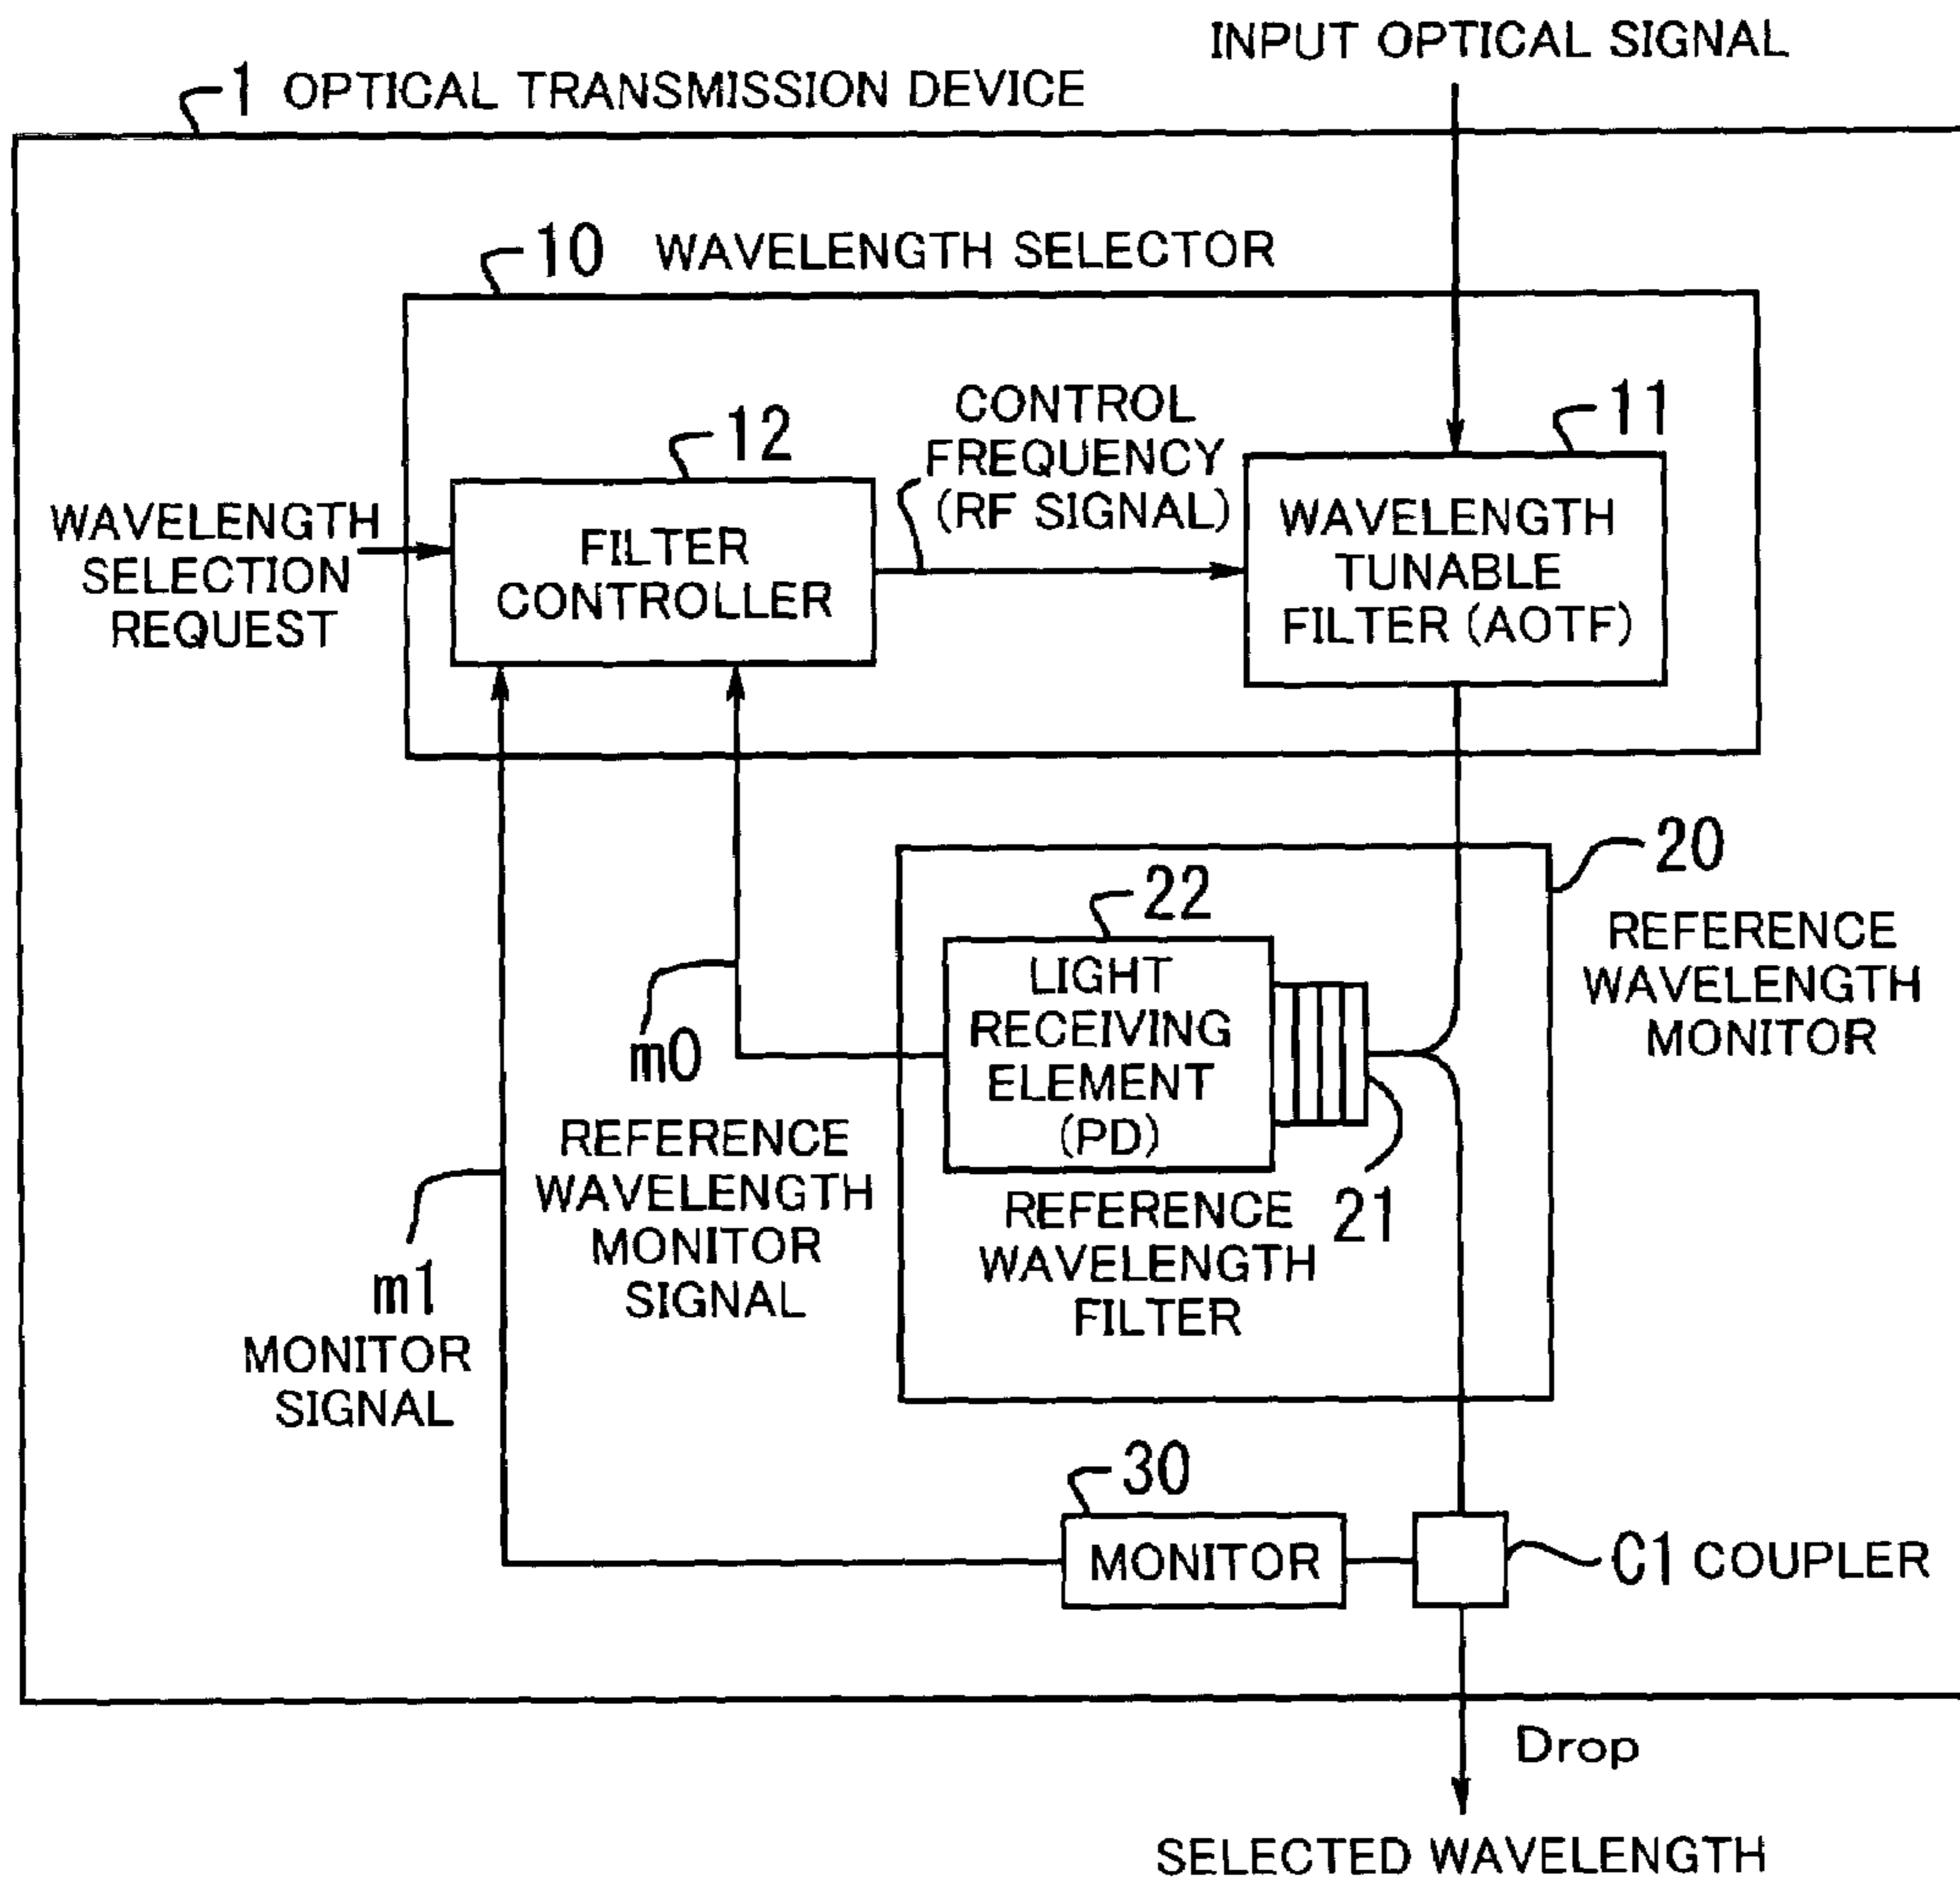 INPUT OPTICAL SIGNAL
1 OPTICAL TRANSMISSION DEVICE
10 WAVELENGTH SELECTOR
12
CONTROL
FREQUENCY
(RF SIGNAL)
11
WAVELENGTH
SELECTION
REQUEST
FILTER
CONTROLLER
WAVELENGTH
TUNABLE
FILTER (AOTF)
20
REFERENCE
WAVELENGTH
MONITOR
22
LIGHT
RECEIVING
ELEMENT
(PD)
21
REFERENCE
WAVELENGTH
FILTER
m0
REFERENCE
WAVELENGTH
MONITOR
SIGNAL
m1
MONITOR
SIGNAL
30
MONITOR
C1 COUPLER
Drop
SELECTED WAVELENGTH